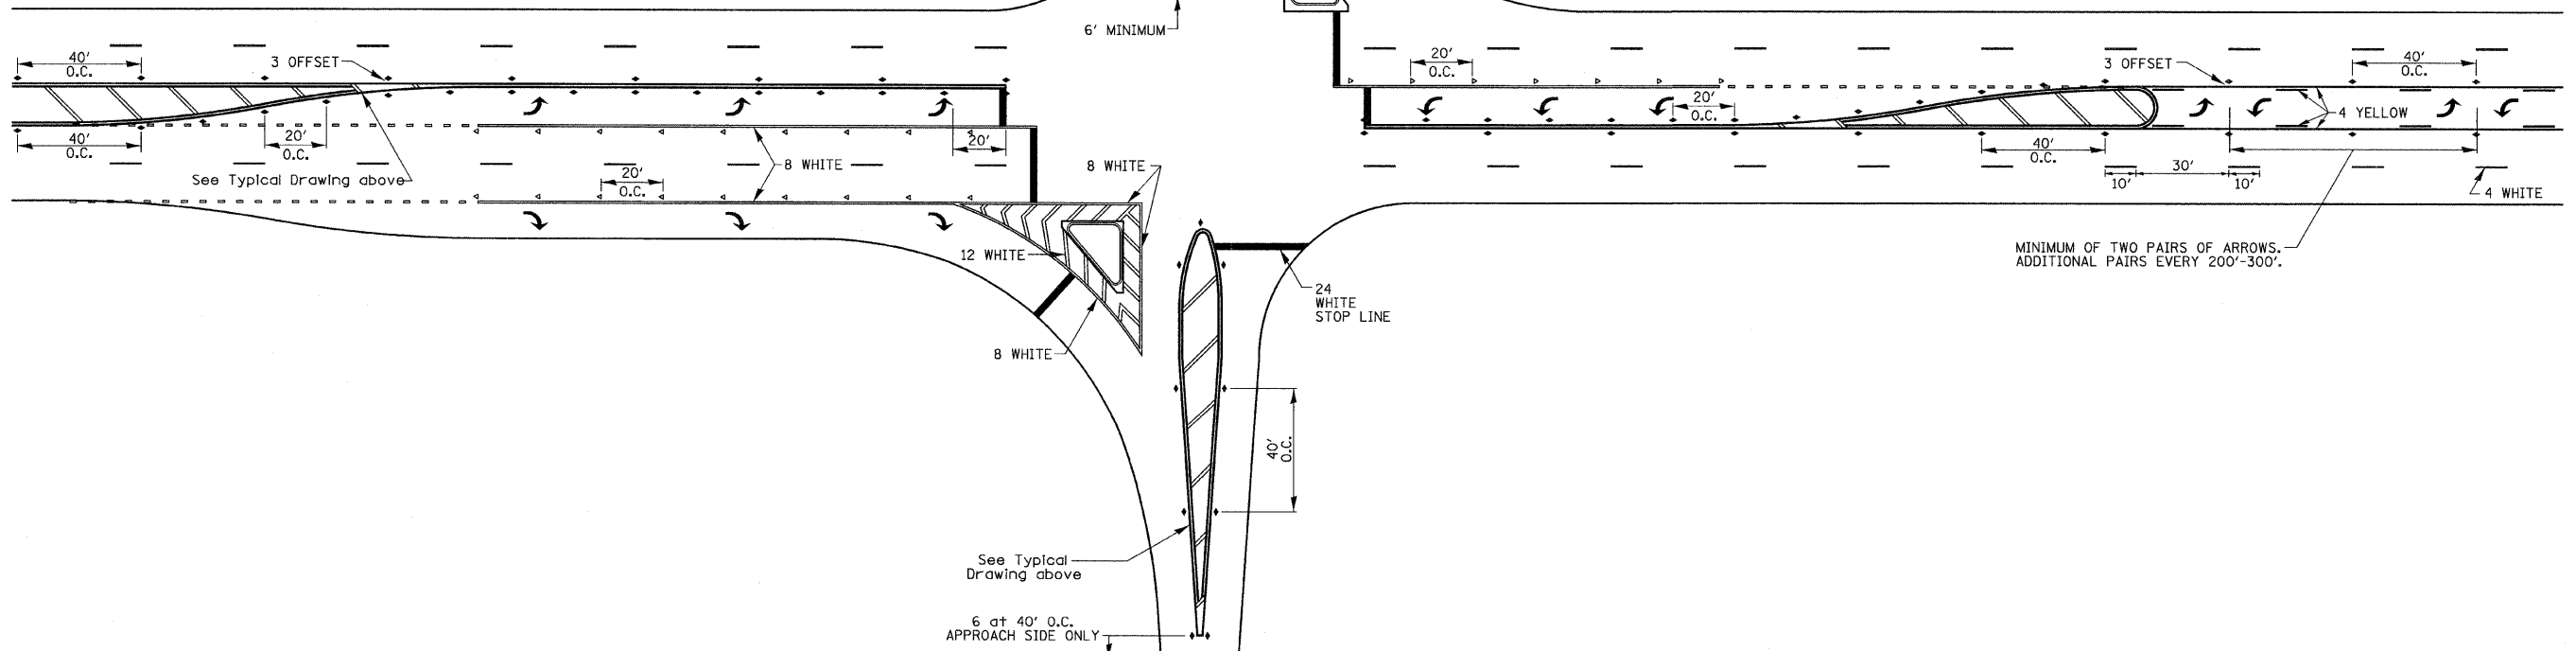 6' MINIMUM
40'
O.C.
3 OFFSET
20'
O.C.
3 OFFSET
40'
O.C.
20'
O.C.
4 YELLOW
40'
O.C.
20'
O.C.
20'
8 WHITE
8 WHITE
40'
O.C.
See Typical Drawing above
20'
O.C.
10'
30'
10'
4 WHITE
12 WHITE
MINIMUM OF TWO PAIRS OF ARROWS.
ADDITIONAL PAIRS EVERY 200'-300'.
24
WHITE
STOP LINE
8 WHITE
40'
O.C.
See Typical
Drawing above
6 at 40' O.C.
APPROACH SIDE ONLY